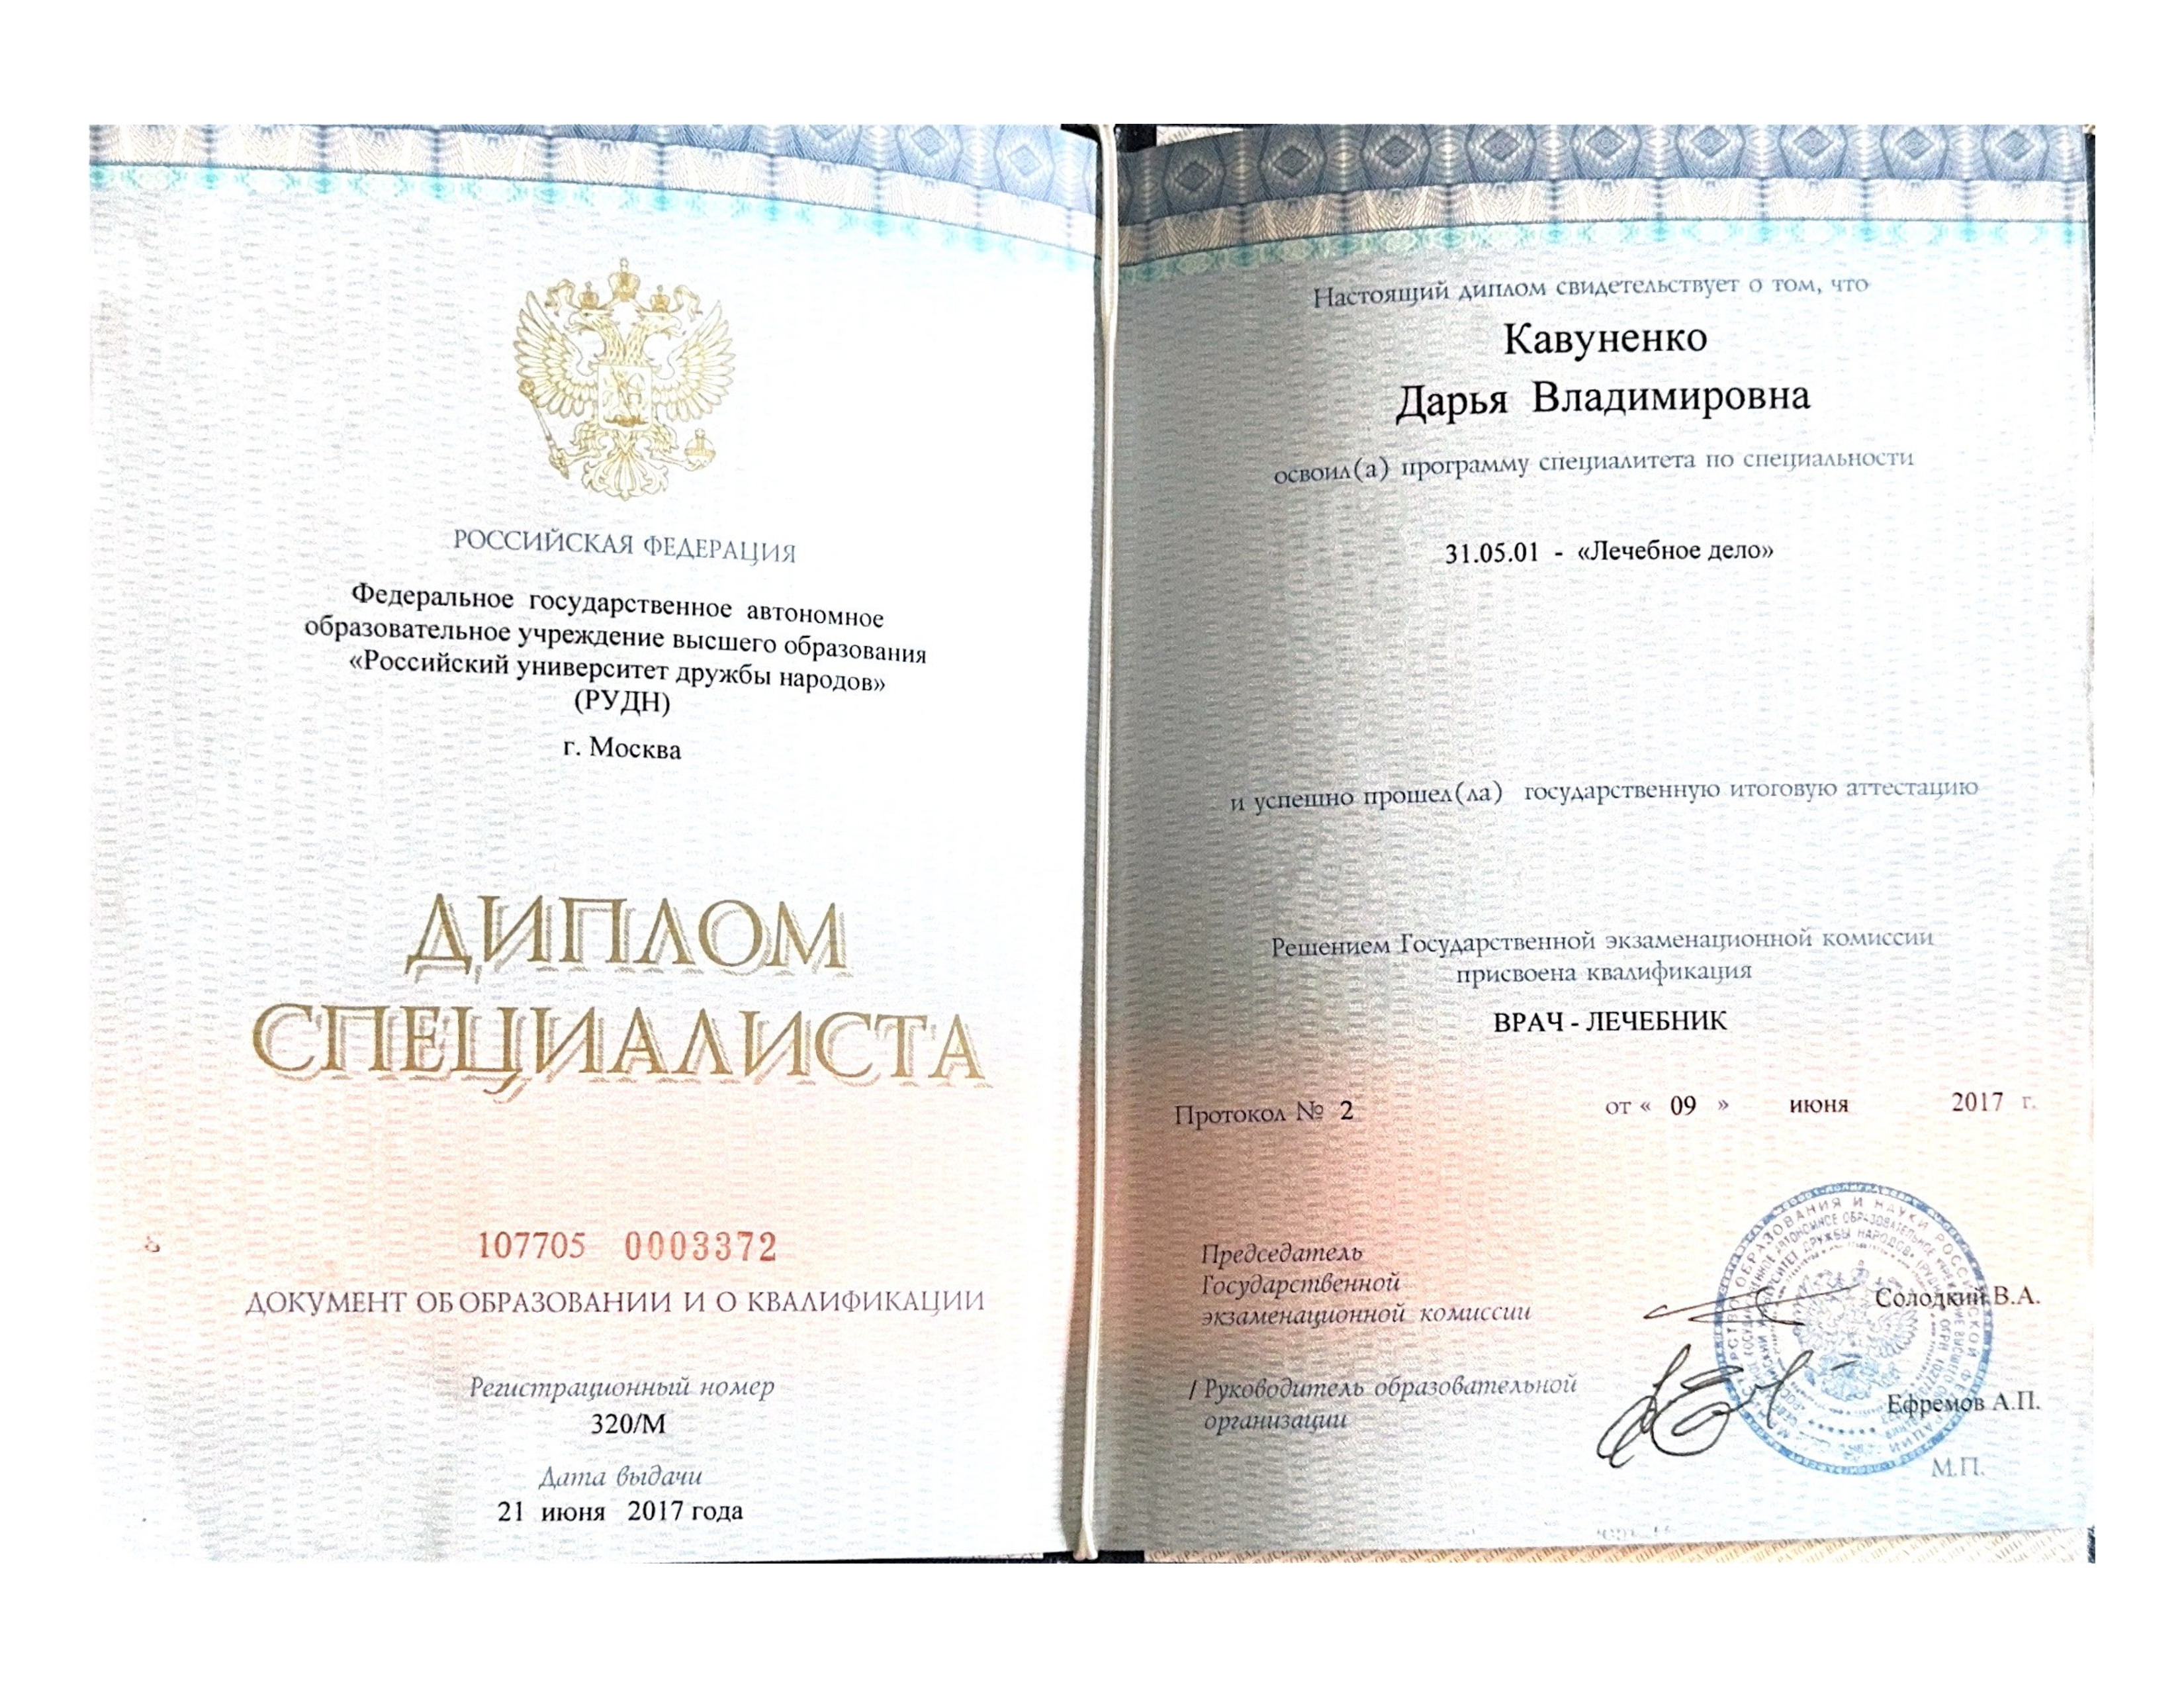 РОССИЙСКАЯ ФЕДЕРАЦИЯ
Федеральное государственное автономное
образовательное учреждение высшего образования
«Российский университет дружбы народов»
(РУДН)
г. Москва
ДИПЛОМ
СПЕЦИАЛИСТА
107705 0003372
ДОКУМЕНТ ОБ ОБРАЗОВАНИИ И О КВАЛИФИКАЦИИ
Регистрационный номер
320/М
Дата выдачи
21 июня 2017 года
Настоящий диплом свидетельствует о том, что
Кавуненко
Дарья Владимировна
освоил(а) программу специалитета по специальности
31.05.01 - «Лечебное дело»
и успешно прошел(ла) государственную итоговую аттестацию
Решением Государственной экзаменационной комиссии
присвоена квалификация
ВРАЧ - ЛЕЧЕБНИК
Протокол № 2 от « 09 » июня 2017 г.
Председатель
Государственной
экзаменационной комиссии
Солодкий В.А.
/ Руководитель образовательной
организации
Ефремов А.П.
М.П.